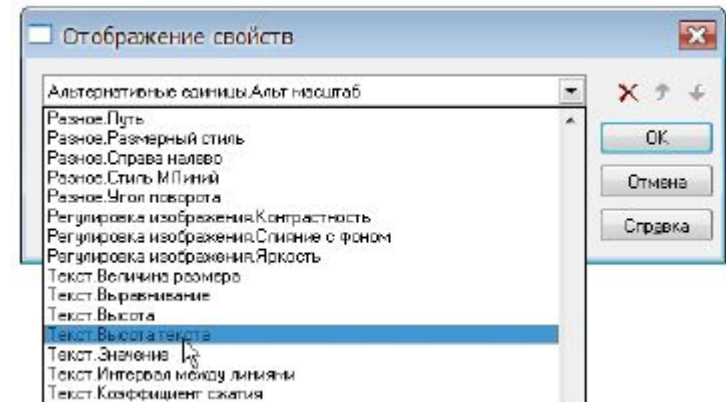 Отображение свойств
Альтернативные единицы.Альт масштаб
Разное.Путь
Разное.Размерный стиль
Разное.Справа налево
Разное.Стиль МЛиний
Разное.Угол поворота
Регулировка изображения.Контрастность
Регулировка изображения.Слияние с фоном
Регулировка изображения.Яркость
Текст.Величина размера
Текст.Выравнивание
Текст.Высота
Текст.Высота текста
Текст.Значение
Текст.Интервал между линиями
Текст.Коэффициент сжатия
OK
Отмена
Справка